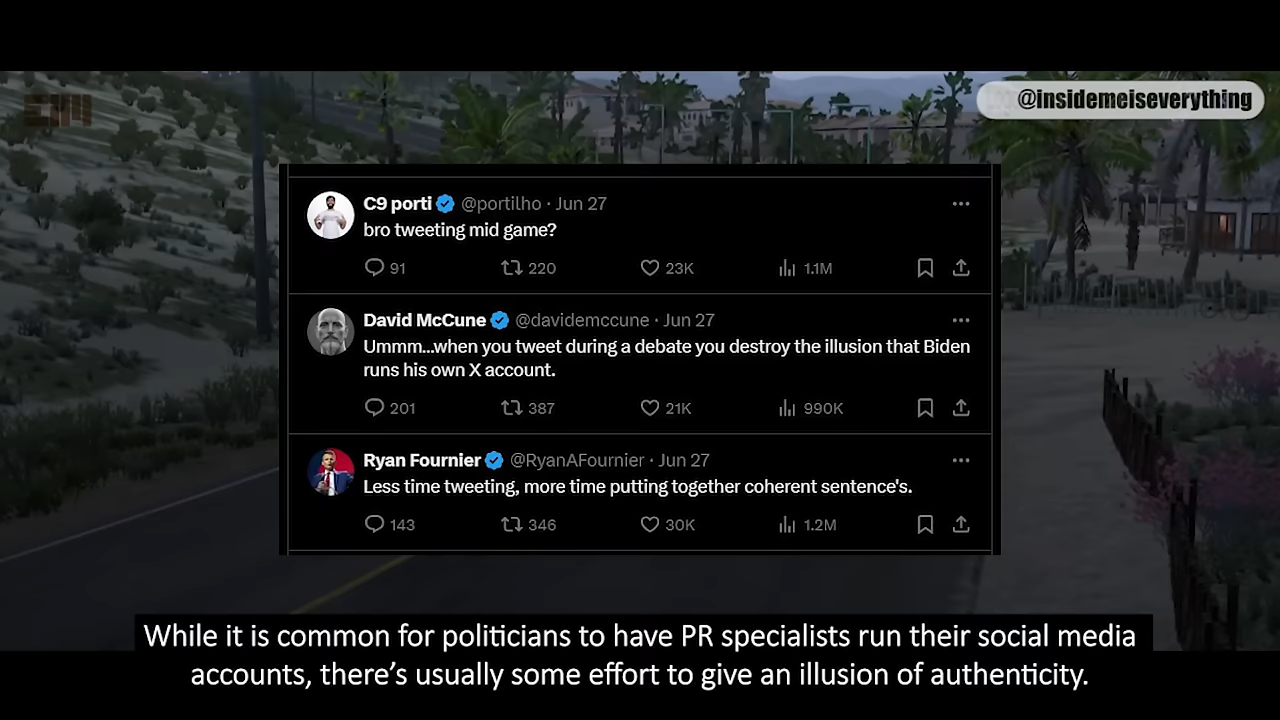 @insidemeiseverything
C9 porti @portilho · Jun 27
bro tweeting mid game?
91 220 23K 1.1M
David McCune @davidemccune · Jun 27
Ummm...when you tweet during a debate you destroy the illusion that Biden
runs his own X account.
201 387 21K 990K
Ryan Fournier @RyanAFournier · Jun 27
Less time tweeting, more time putting together coherent sentence's.
143 346 30K 1.2M
While it is common for politicians to have PR specialists run their social media
accounts, there’s usually some effort to give an illusion of authenticity.